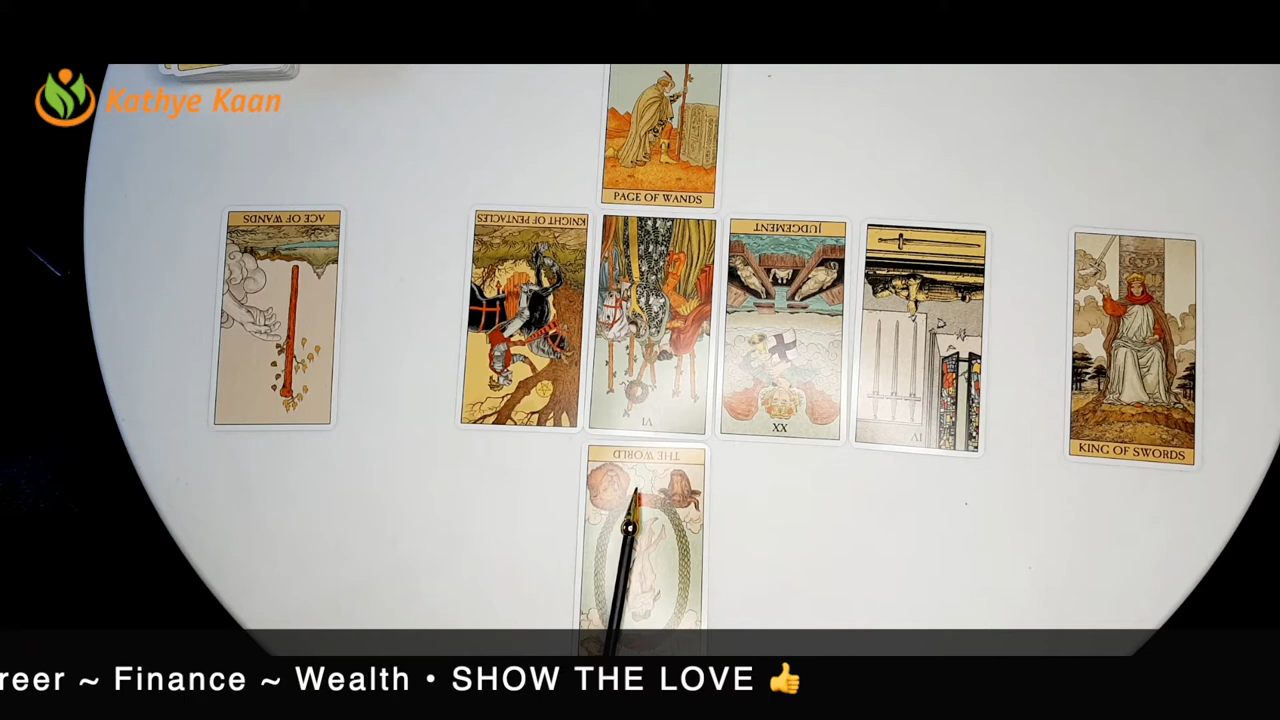 Kathye Kaan
PAGE OF WANDS
ACE OF WANDS
KNIGHT OF PENTACLES
JUDGEMENT
VI
XX
IV
KING OF SWORDS
THE WORLD
reer ~ Finance ~ Wealth • SHOW THE LOVE 👍